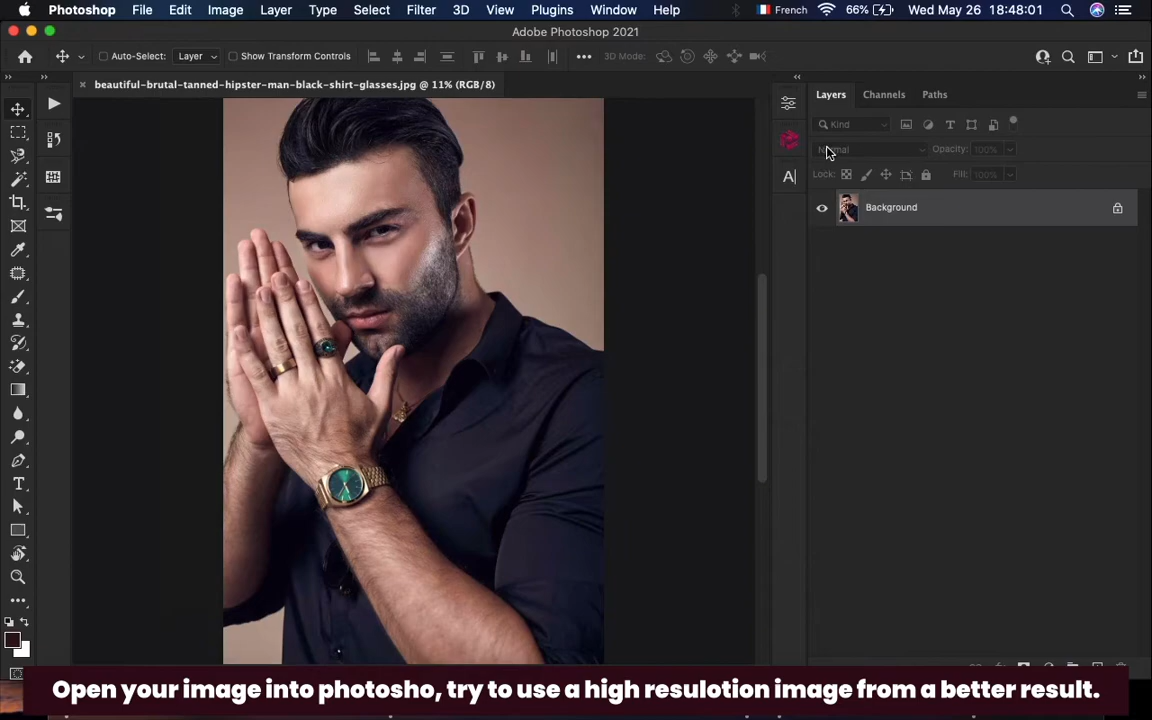 Photoshop File Edit Image Layer Type Select Filter 3D View Plugins Window Help French 66% Wed May 26 18:48:01
Adobe Photoshop 2021
Auto-Select: Layer Show Transform Controls 3D Mode:
beautiful-brutal-tanned-hipster-man-black-shirt-glasses.jpg @ 11% (RGB/8)
Layers Channels Paths
Kind
Normal Opacity: 100%
Lock: Fill: 100%
Background
Open your image into photosho, try to use a high resulotion image from a better result.